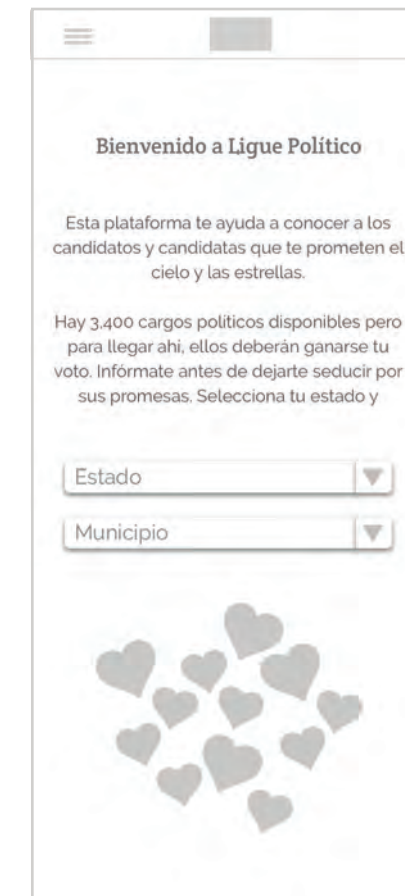 Bienvenido a Ligue Político
Esta plataforma te ayuda a conocer a los
candidatos y candidatas que te prometen el
cielo y las estrellas.
Hay 3,400 cargos políticos disponibles pero
para llegar ahí, ellos deberán ganarse tu
voto. Infórmate antes de dejarte seducir por
sus promesas. Selecciona tu estado y
Estado
Municipio